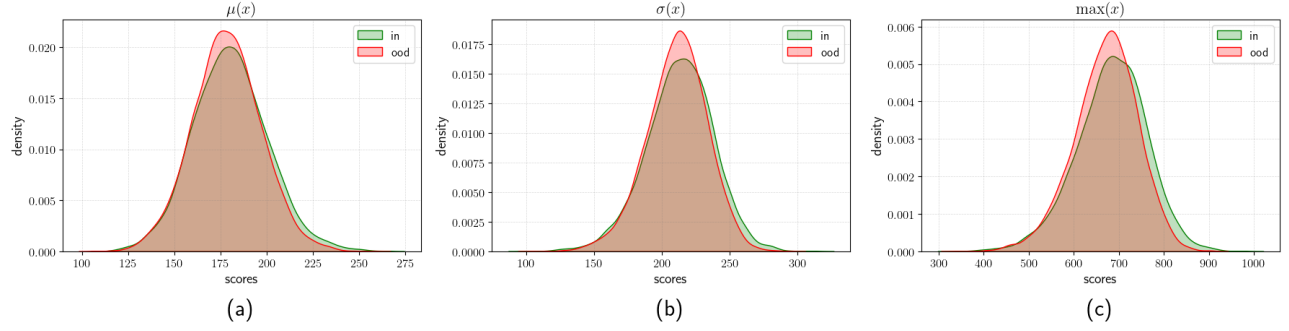 μ(x)
in
ood
0.020
0.015
0.010
0.005
0.000
density
100 125 150 175 200 225 250 275
scores
(a)
σ(x)
in
ood
0.0175
0.0150
0.0125
0.0100
0.0075
0.0050
0.0025
0.0000
density
100 150 200 250 300
scores
(b)
max(x)
in
ood
0.006
0.005
0.004
0.003
0.002
0.001
0.000
density
300 400 500 600 700 800 900 1000
scores
(c)